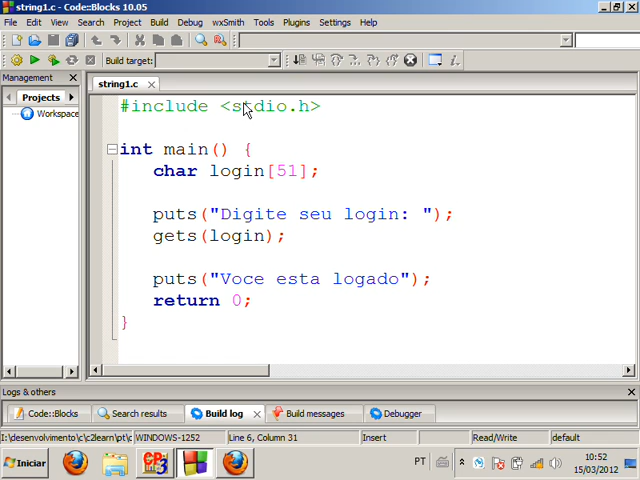 string1.c - Code::Blocks 10.05
File Edit View Search Project Build Debug wxSmith Tools Plugins Settings Help
Build target:
Management
Projects
Workspace
string1.c
#include <stdio.h>
int main() {
char login[51];
puts("Digite seu login: ");
gets(login);
puts("Voce esta logado");
return 0;
}
Logs & others
Code::Blocks Search results Build log Build messages Debugger
I:\desenvolvimento\c\c2learn\pt\c WINDOWS-1252 Line 6, Column 31 Insert Read/Write default
Iniciar PT 10:52
15/03/2012